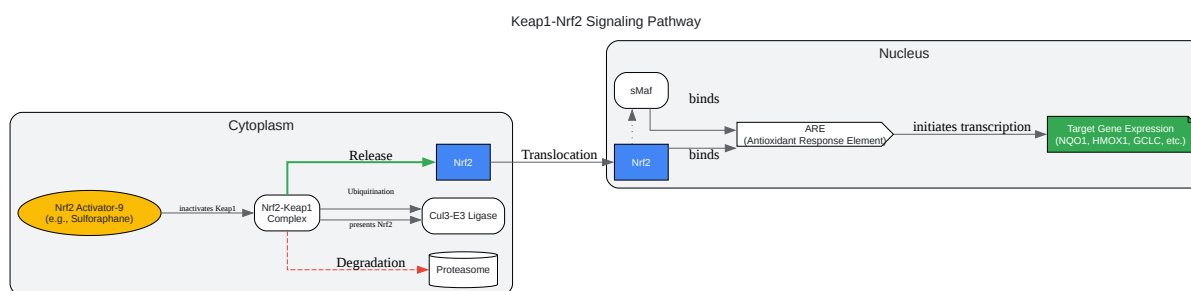 Keap1-Nrf2 Signaling Pathway
Nucleus
sMaf
binds
ARE
(Antioxidant Response Element)
initiates transcription
Target Gene Expression
(NQO1, HMOX1, GCLC, etc.)
Nrf2
binds
Cytoplasm
Release
Nrf2
Translocation
Nrf2 Activator-9
(e.g., Sulforaphane)
inactivates Keap1
Nrf2-Keap1
Complex
Ubiquitination
presents Nrf2
Cul3-E3 Ligase
Degradation
Proteasome